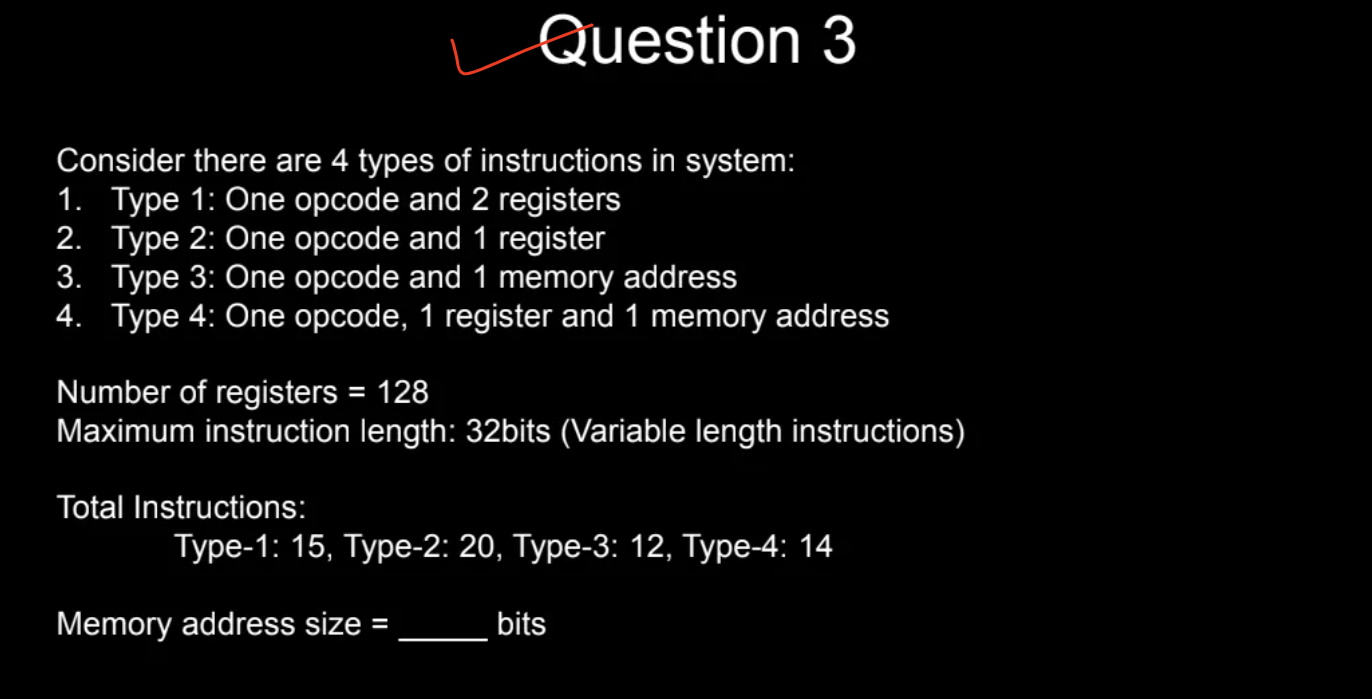 Question 3
Consider there are 4 types of instructions in system:
1. Type 1: One opcode and 2 registers
2. Type 2: One opcode and 1 register
3. Type 3: One opcode and 1 memory address
4. Type 4: One opcode, 1 register and 1 memory address
Number of registers = 128
Maximum instruction length: 32bits (Variable length instructions)
Total Instructions:
Type-1: 15, Type-2: 20, Type-3: 12, Type-4: 14
Memory address size = _____ bits